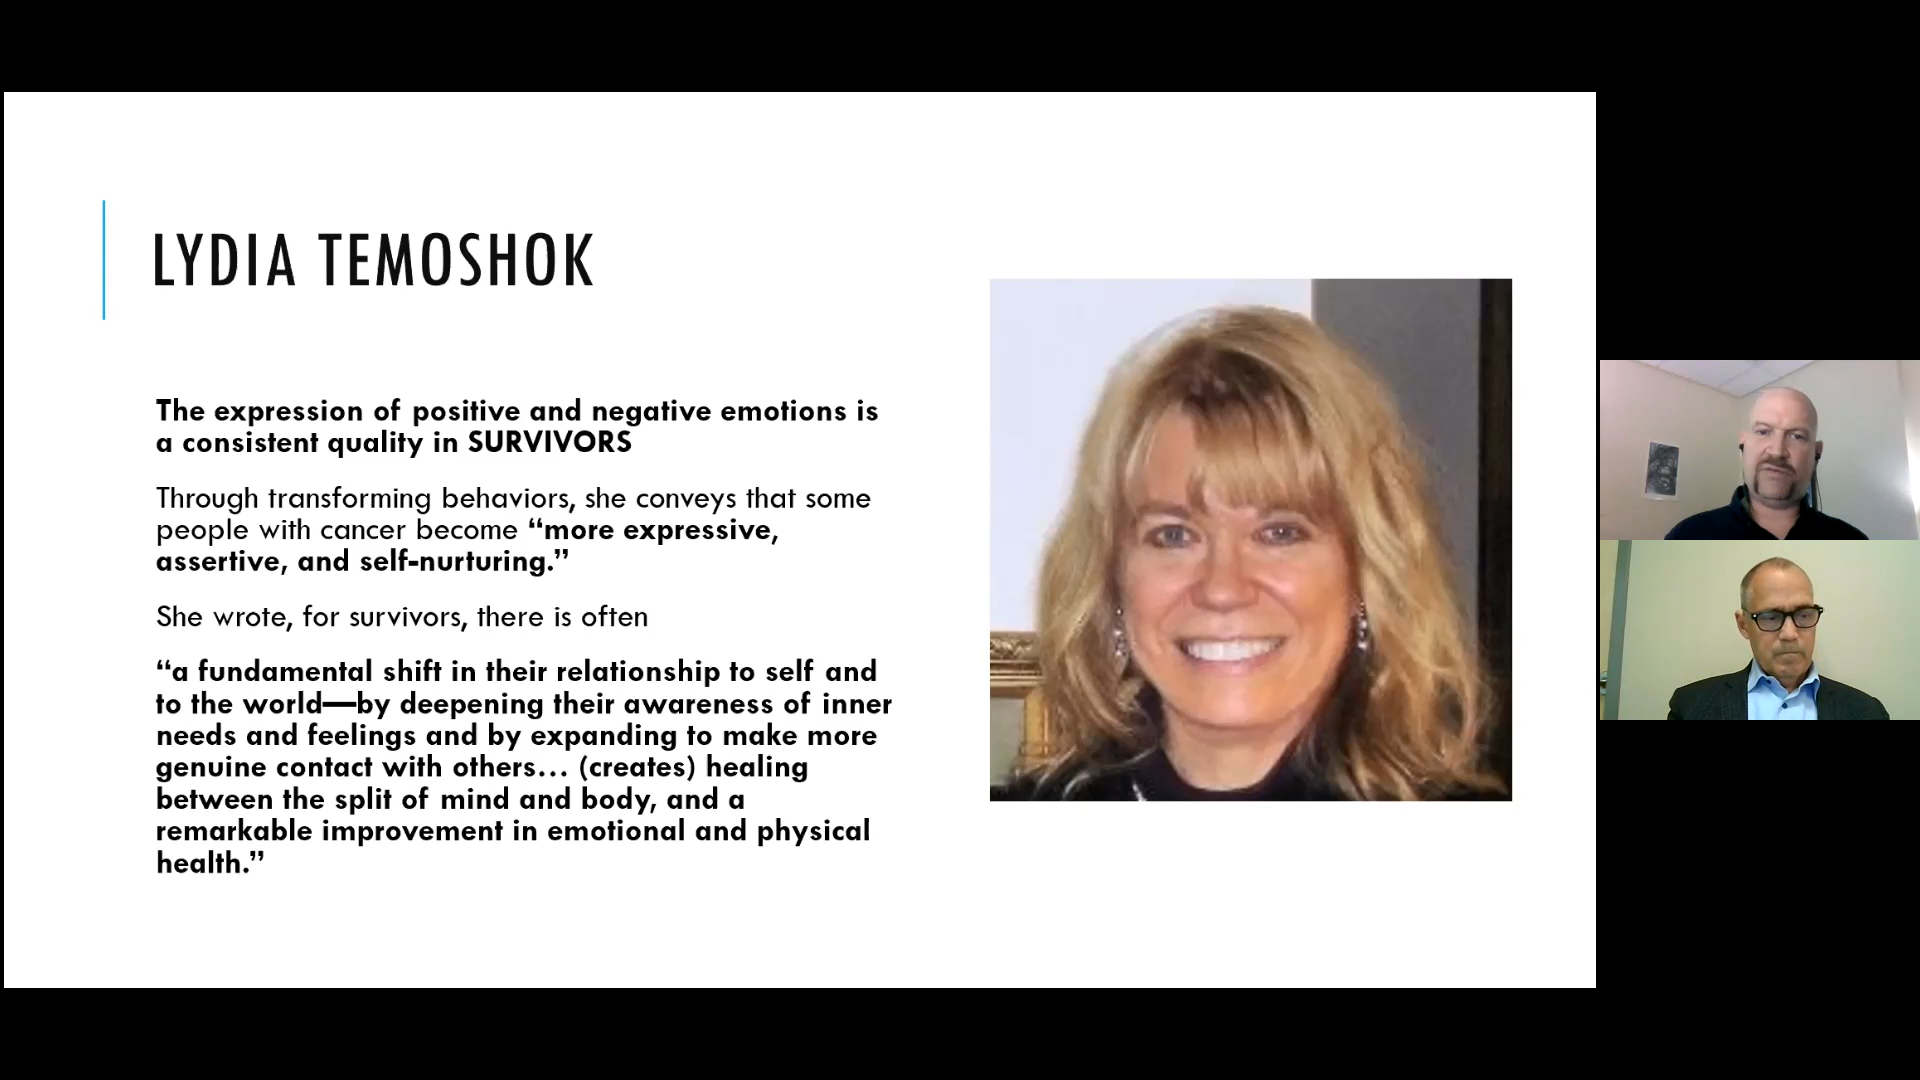 LYDIA TEMOSHOK
The expression of positive and negative emotions is
a consistent quality in SURVIVORS
Through transforming behaviors, she conveys that some
people with cancer become “more expressive,
assertive, and self-nurturing.”
She wrote, for survivors, there is often
“a fundamental shift in their relationship to self and
to the world—by deepening their awareness of inner
needs and feelings and by expanding to make more
genuine contact with others… (creates) healing
between the split of mind and body, and a
remarkable improvement in emotional and physical
health.”